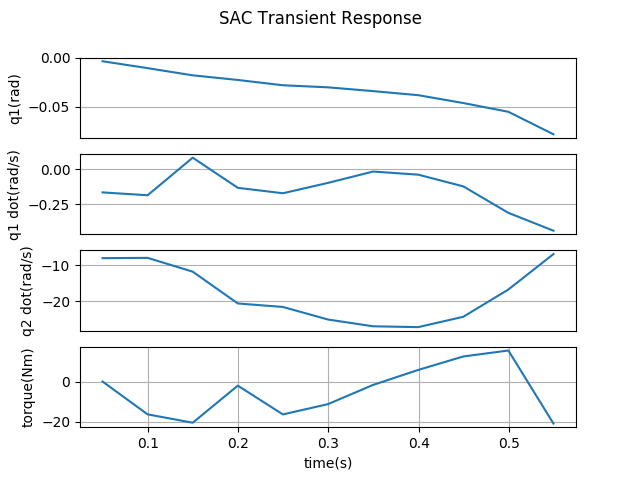 SAC Transient Response
q1(rad)
0.00
−0.05
q1 dot(rad/s)
0.00
−0.25
q2 dot(rad/s)
−10
−20
torque(Nm)
0
−20
0.1 0.2 0.3 0.4 0.5
time(s)